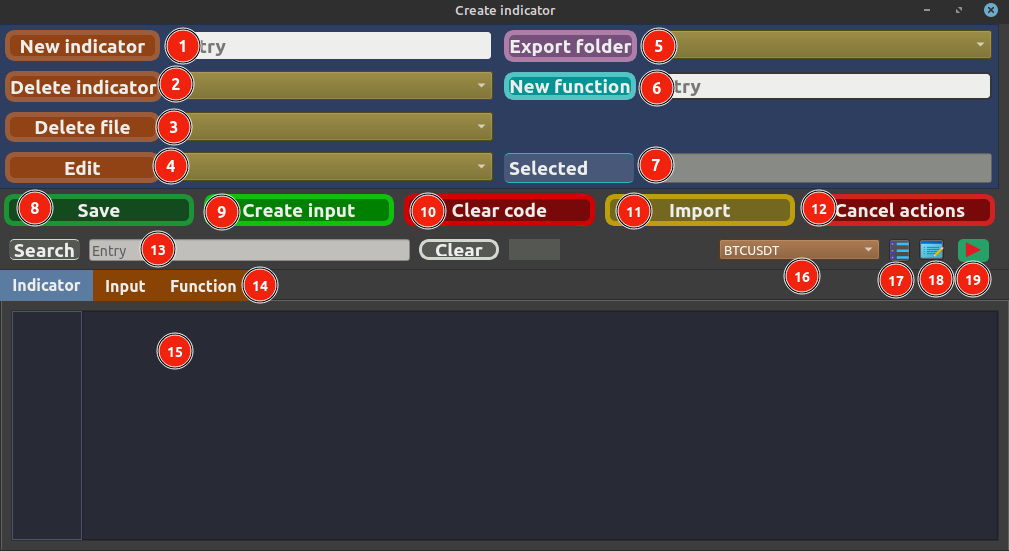 Create indicator
New indicator 1 try
Export folder 5
Delete indicator 2
New function 6 try
Delete file 3
Edit 4
Selected 7
8 Save
9 Create input
10 Clear code
11 Import
12 Cancel actions
Search Entry 13
Clear
BTCUSDT
16 17 18 19
Indicator Input Function 14
15